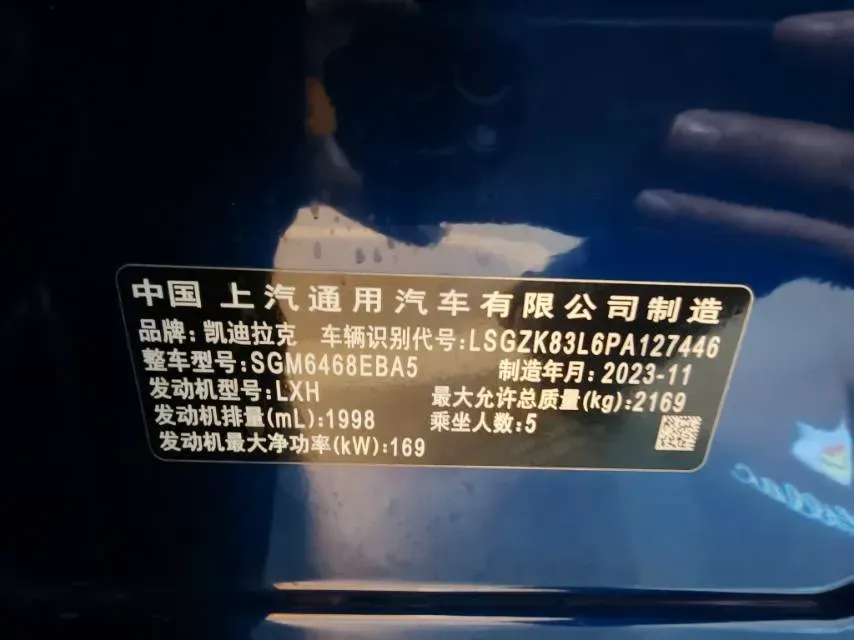 中国 上汽通用汽车有限公司制造
品牌: 凯迪拉克 车辆识别代号:LSGZK83L6PA127446
整车型号:SGM6468EBA5 制造年月:2023-11
发动机型号:LXH 最大允许总质量(kg):2169
发动机排量(mL):1998 乘坐人数:5
发动机最大净功率(kW):169